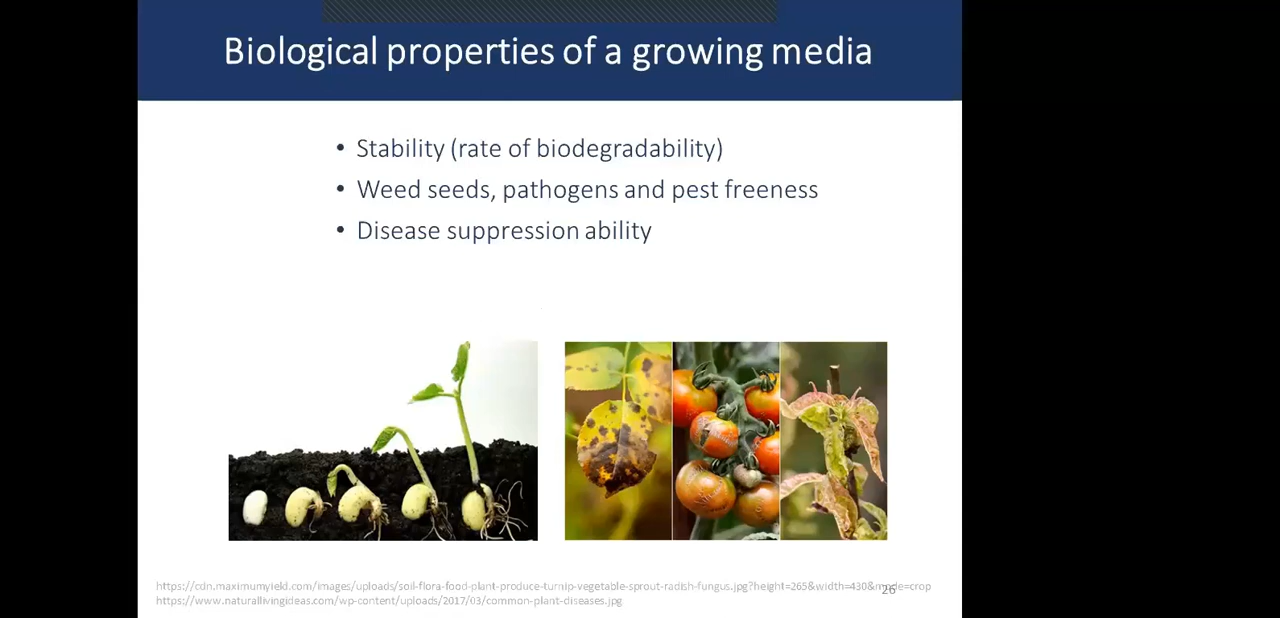 Biological properties of a growing media
• Stability (rate of biodegradability)
• Weed seeds, pathogens and pest freeness
• Disease suppression ability
https://cdn.maximumyield.com/images/uploads/soil-flora-food-plant-produce-turnip-vegetable-sprout-radish-fungus.jpg?height=265&width=430&mode=crop
26
https://www.naturallivingideas.com/wp-content/uploads/2017/03/common-plant-diseases.jpg